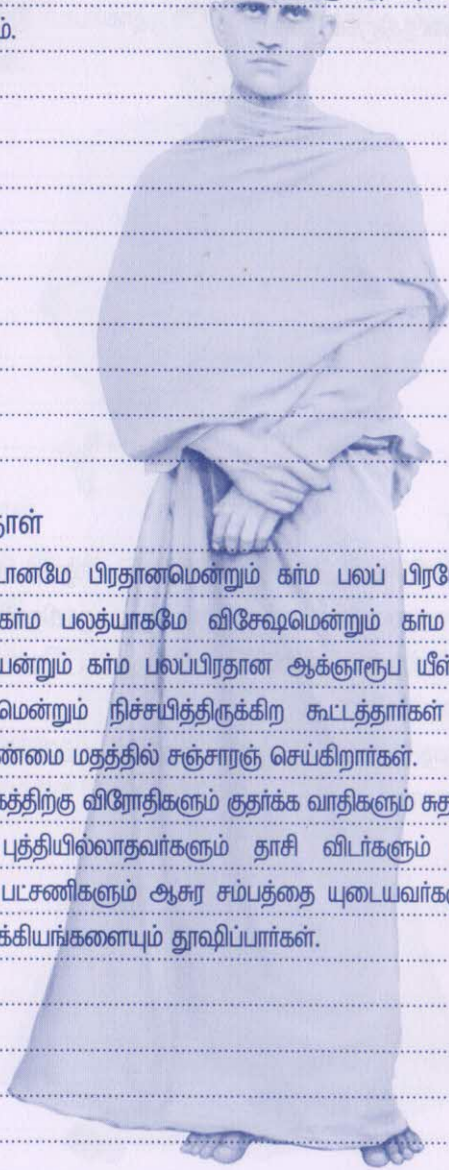 ம்.
நாள்
டானமே பிரதானமென்றும் கர்ம பலப்
கர்ம பலத்யாகமே விசேஷமென்றும் கர்ம
யென்றும் கர்ம பலப்பிரதான ஆக்ஞாரூப யீஸ்
மென்றும் நிச்சயித்திருக்கிற கூட்டத்தார்கள்
ண்மை மதத்தில் சஞ்சாரஞ் செய்கிறார்கள்.
கத்திற்கு விரோதிகளும் குதர்க்க வாதிகளும்
புத்தியில்லாதவர்களும் தாசி விடர்களும்
பட்சணிகளும் ஆசுர சம்பத்தை யுடையவர்க
க்கியங்களையும் தூஷிப்பார்கள்.